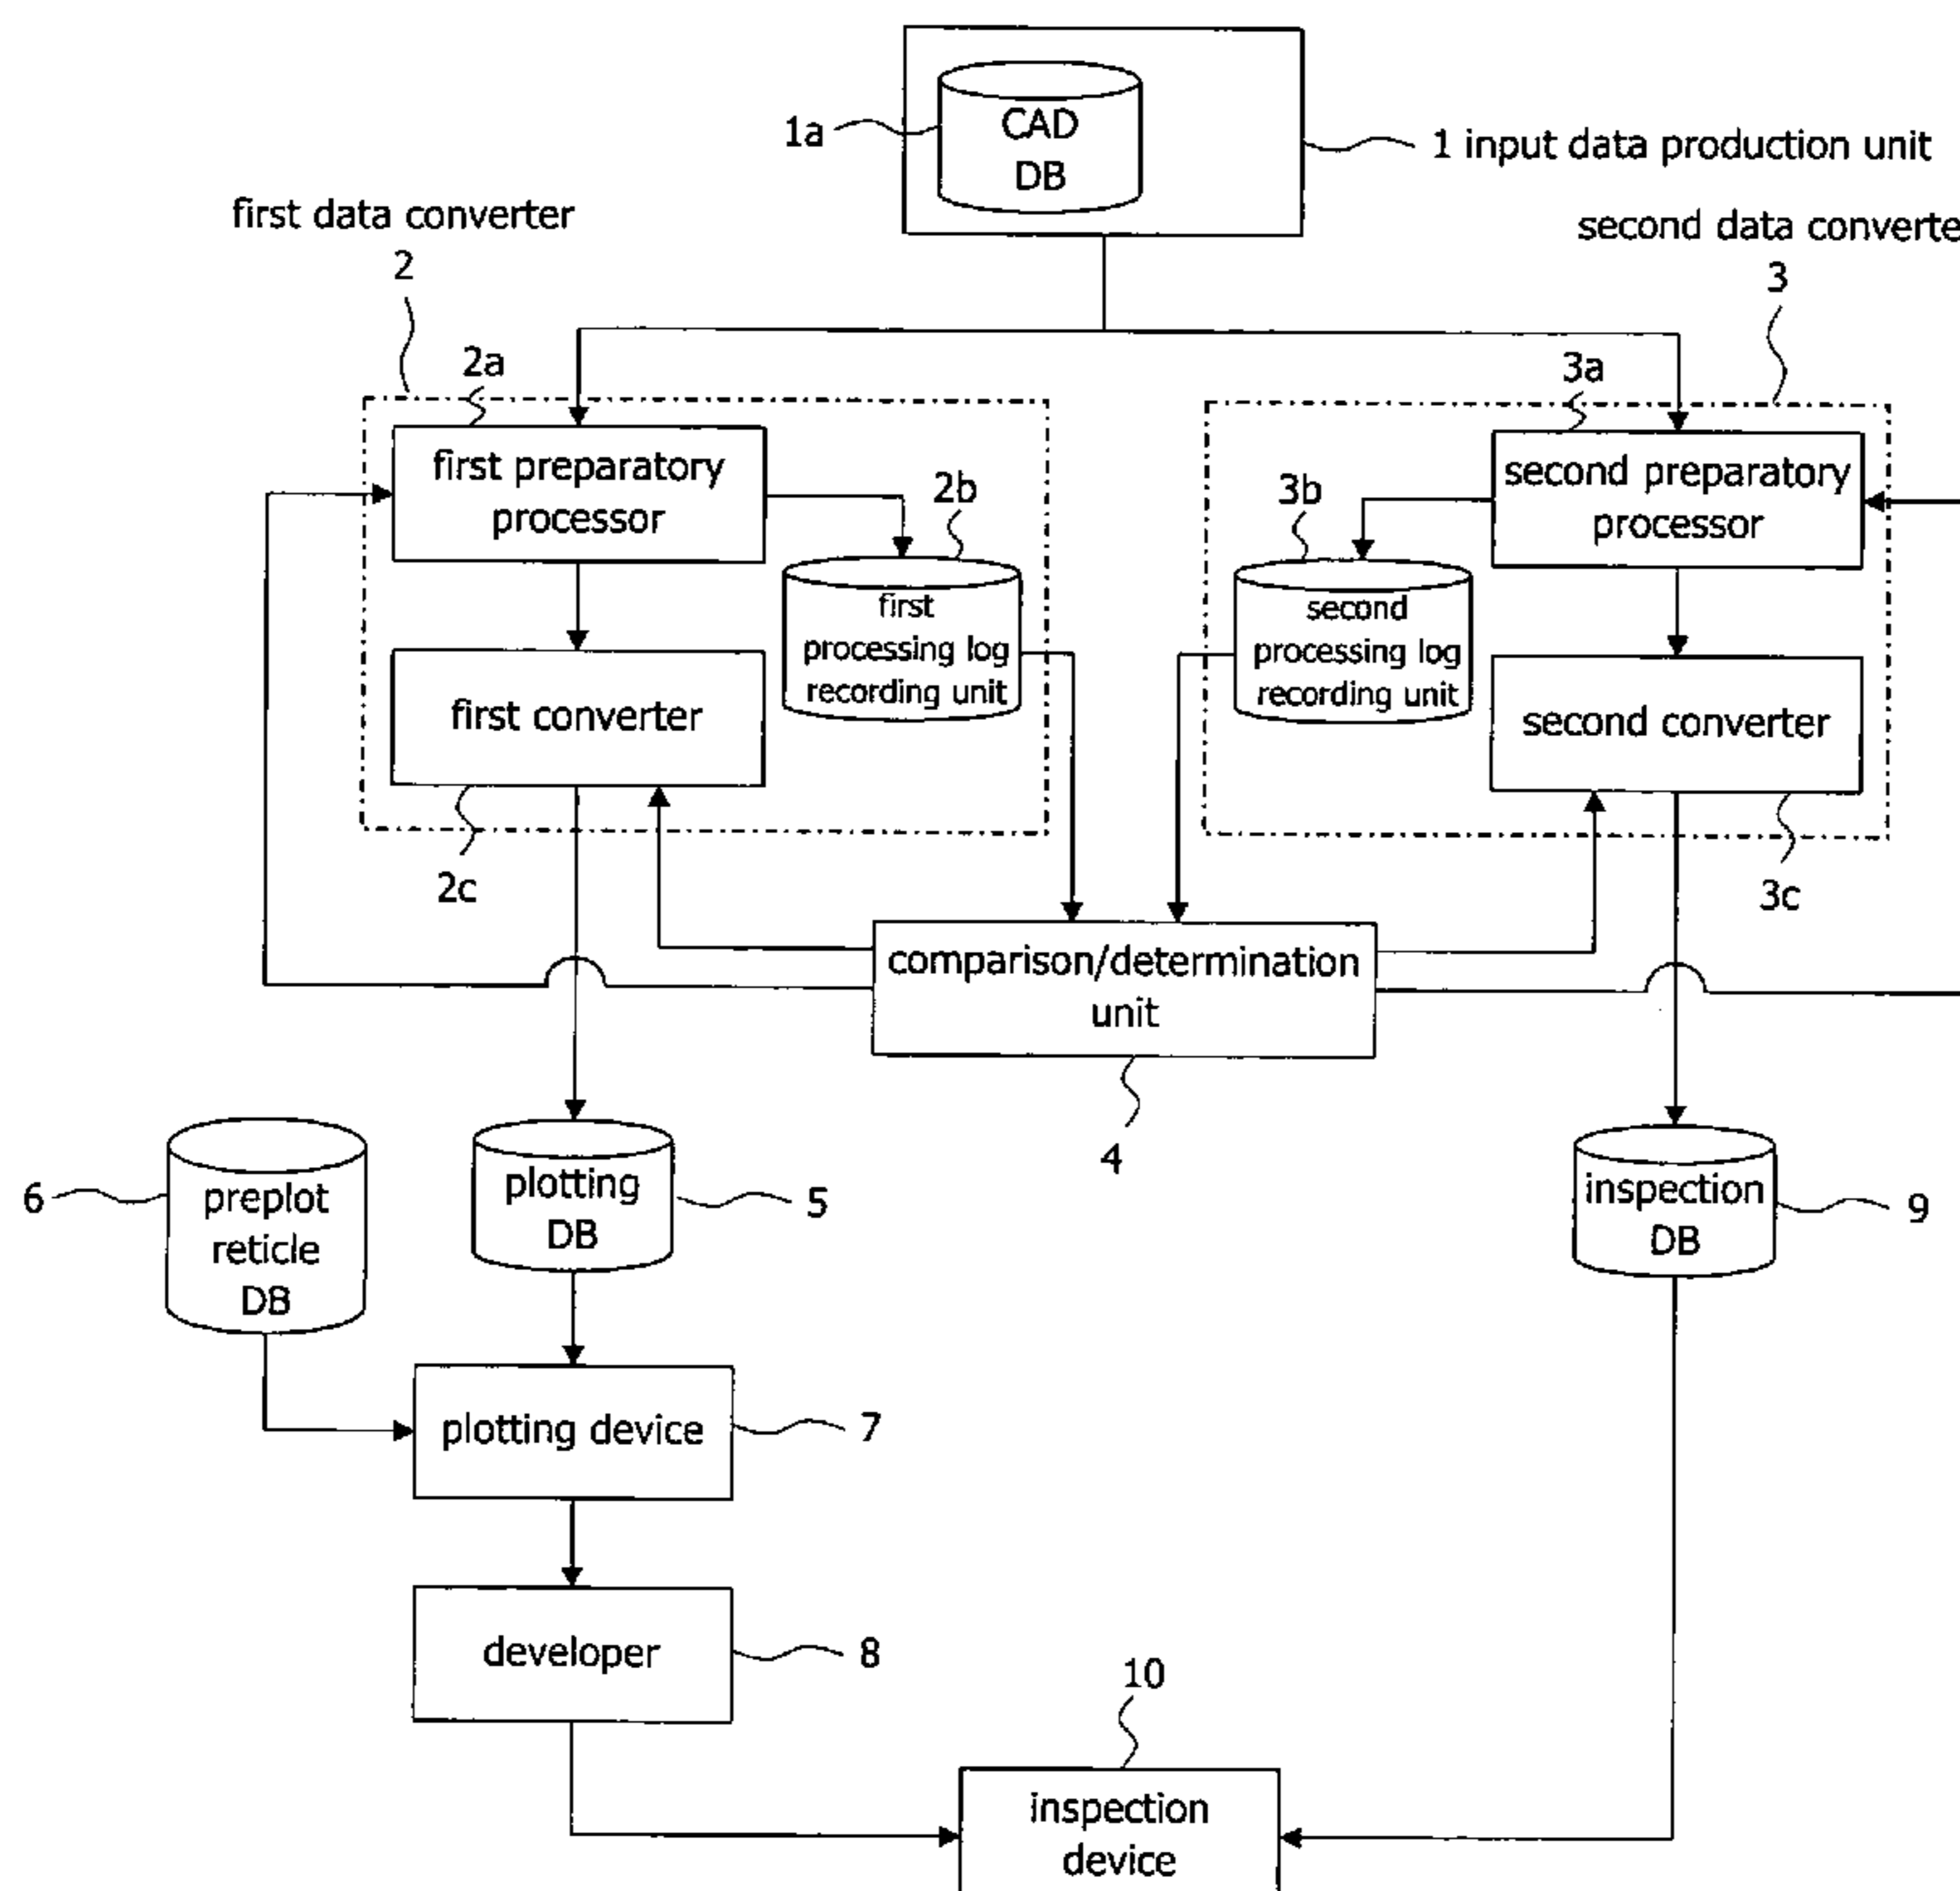 CAD
DB
1a
1 input data production unit
first data converter
2
second data converte
3
2a
first preparatory
processor
2b
first
processing log
recording unit
first converter
2c
3a
second preparatory
processor
3b
second
processing log
recording unit
second converter
3c
comparison/determination
unit
4
6
preplot
reticle
DB
plotting
DB
5
inspection
DB
9
plotting device
7
developer
8
10
inspection
device